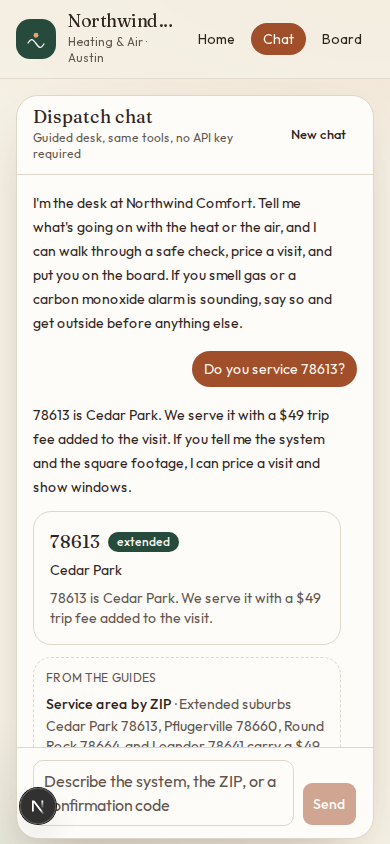 Northwind...
Heating & Air ·
Austin
Home
Chat
Board
Dispatch chat
Guided desk, same tools, no API key
required
New chat
I'm the desk at Northwind Comfort. Tell me
what's going on with the heat or the air, and I
can walk through a safe check, price a visit, and
put you on the board. If you smell gas or a
carbon monoxide alarm is sounding, say so and
get outside before anything else.
Do you service 78613?
78613 is Cedar Park. We serve it with a $49 trip
fee added to the visit. If you tell me the system
and the square footage, I can price a visit and
show windows.
78613 extended
Cedar Park
78613 is Cedar Park. We serve it with a $49
trip fee added to the visit.
FROM THE GUIDES
Service area by ZIP · Extended suburbs
Cedar Park 78613, Pflugerville 78660, Round
Rock 78664, and Leander 78641 carry a $49
Describe the system, the ZIP, or a
confirmation code
N
Send